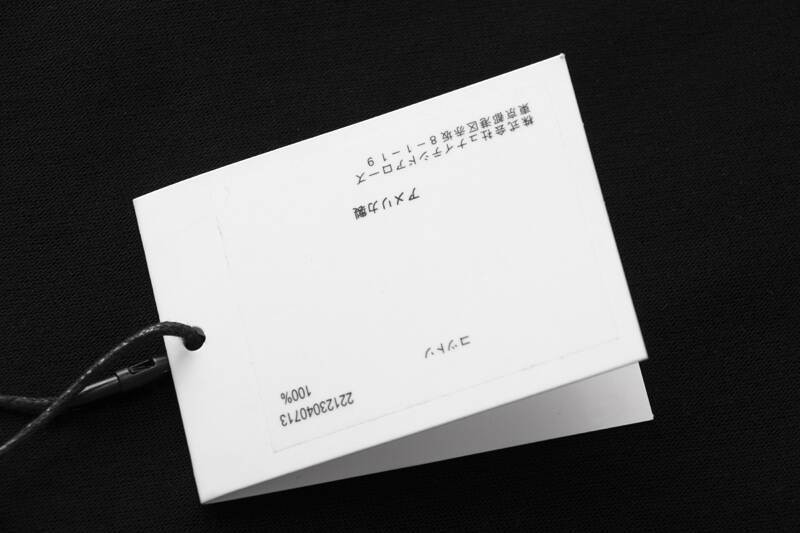 22123040713
コットン 100%
アメリカ製
株式会社ユナイテッドアローズ
東京都港区赤坂8-1-19